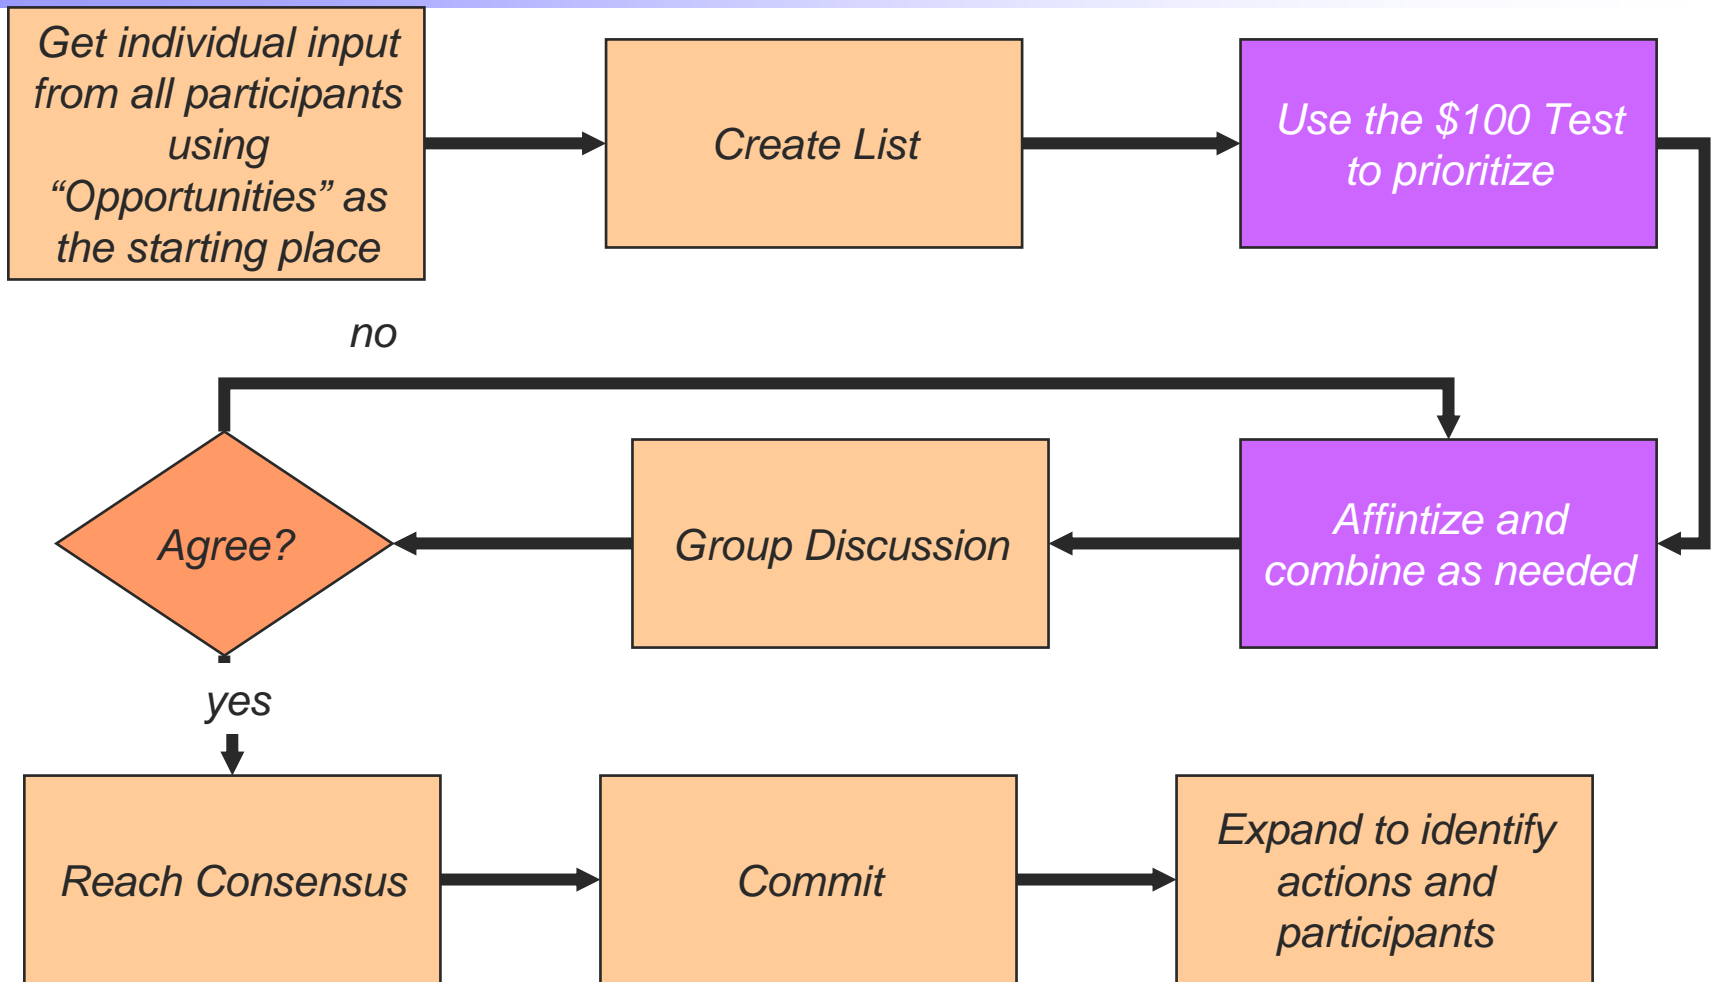 Get individual input
from all participants
using
“Opportunities” as
the starting place
Create List
Use the $100 Test
to prioritize
no
Agree?
Group Discussion
Affintize and
combine as needed
yes
Reach Consensus
Commit
Expand to identify
actions and
participants